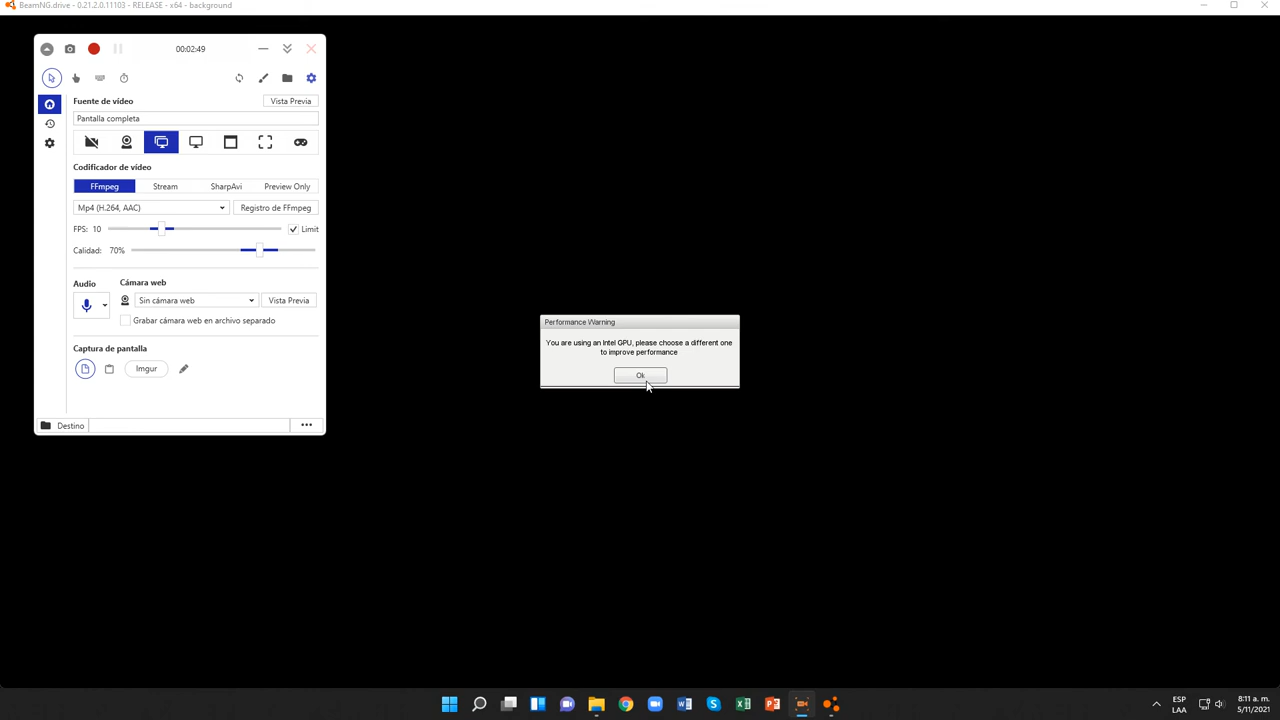 BeamNG.drive - 0.21.2.0.11103 - RELEASE - x64 - background
00:02:49
Fuente de vídeo
Vista Previa
Pantalla completa
Codificador de vídeo
FFmpeg Stream SharpAvi Preview Only
Mp4 (H.264, AAC) Registro de FFmpeg
FPS: 10 Limit
Calidad: 70%
Audio
Cámara web
Sin cámara web Vista Previa
Grabar cámara web en archivo separado
Captura de pantalla
Imgur
Destino
Performance Warning
You are using an Intel GPU, please choose a different one
to improve performance
Ok
ESP
LAA
8:11 a. m.
5/11/2021